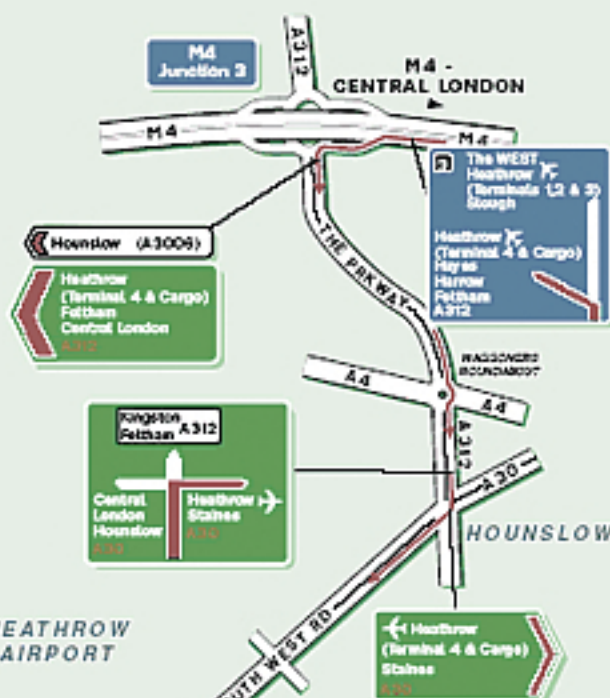 M4
Junction 3
A312
M4 -
CENTRAL LONDON
M4
M4
The WEST
Heathrow
(Terminals 1,2 & 3)
Slough
Heathrow
(Terminal 4 & Cargo)
Hayes
Harrow
Feltham
A312
Hounslow (A3006)
Heathrow
(Terminal 4 & Cargo)
Feltham
Central London
A312
THE PRKWAY
WAGGONERS
ROUNDABOUT
A4
A4
A312
Kingston
Feltham A312
Central
London
Hounslow
A30
Heathrow
Staines
A30
A30
HOUNSLOW
EATHROW
AIRPORT
UTH WEST RD
Heathrow
(Terminal 4 & Cargo)
Staines
A30